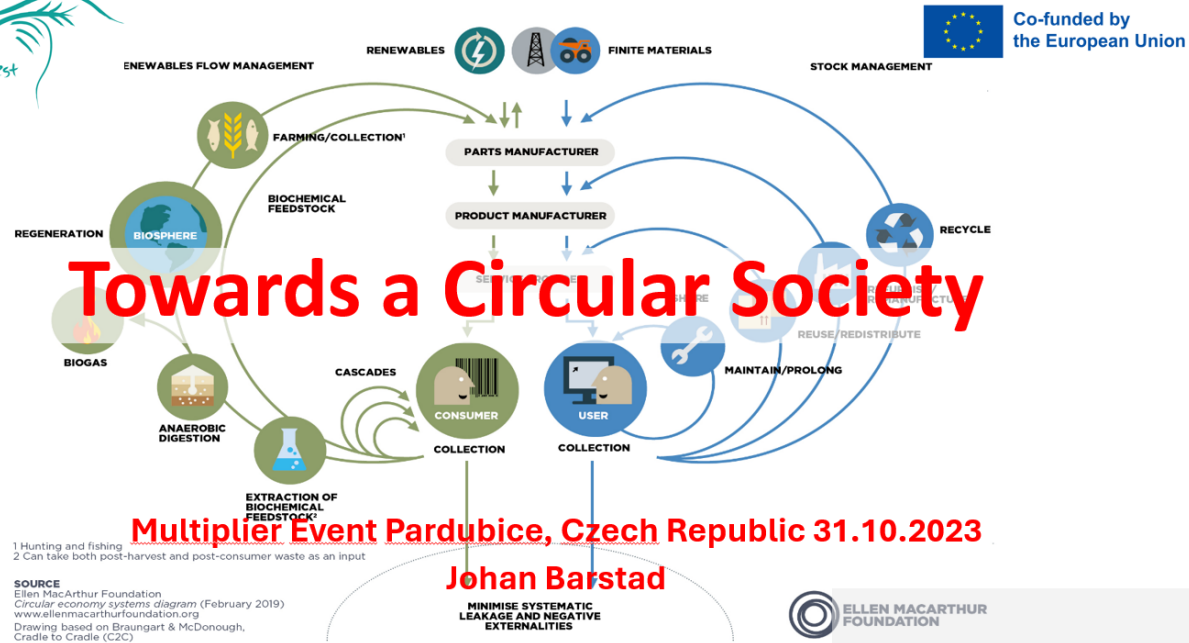 Co-funded by
the European Union
RENEWABLES
FINITE MATERIALS
ENEWABLES FLOW MANAGEMENT
STOCK MANAGEMENT
FARMING/COLLECTION¹
PARTS MANUFACTURER
BIOCHEMICAL
FEEDSTOCK
PRODUCT MANUFACTURER
REGENERATION
BIOSPHERE
RECYCLE
Towards a Circular Society
REUSE/REDISTRIBUTE
BIOGAS
MAINTAIN/PROLONG
CASCADES
CONSUMER
USER
ANAEROBIC
DIGESTION
COLLECTION
COLLECTION
EXTRACTION OF
BIOCHEMICAL
FEEDSTOCK²
Multiplier Event Pardubice, Czech Republic 31.10.2023
1 Hunting and fishing
2 Can take both post-harvest and post-consumer waste as an input
Johan Barstad
SOURCE
Ellen MacArthur Foundation
Circular economy systems diagram (February 2019)
www.ellenmacarthurfoundation.org
Drawing based on Braungart & McDonough,
Cradle to Cradle (C2C)
MINIMISE SYSTEMATIC
LEAKAGE AND NEGATIVE
EXTERNALITIES
ELLEN MACARTHUR
FOUNDATION